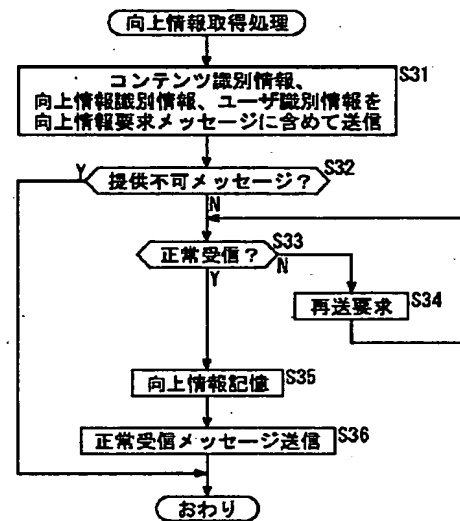 向上情報取得処理
コンテンツ識別情報、
向上情報識別情報、ユーザ識別情報を
向上情報要求メッセージに含めて送信
S31
提供不可メッセージ?
S32
Y
N
正常受信?
S33
N
Y
再送要求
S34
向上情報記憶
S35
正常受信メッセージ送信
S36
おわり